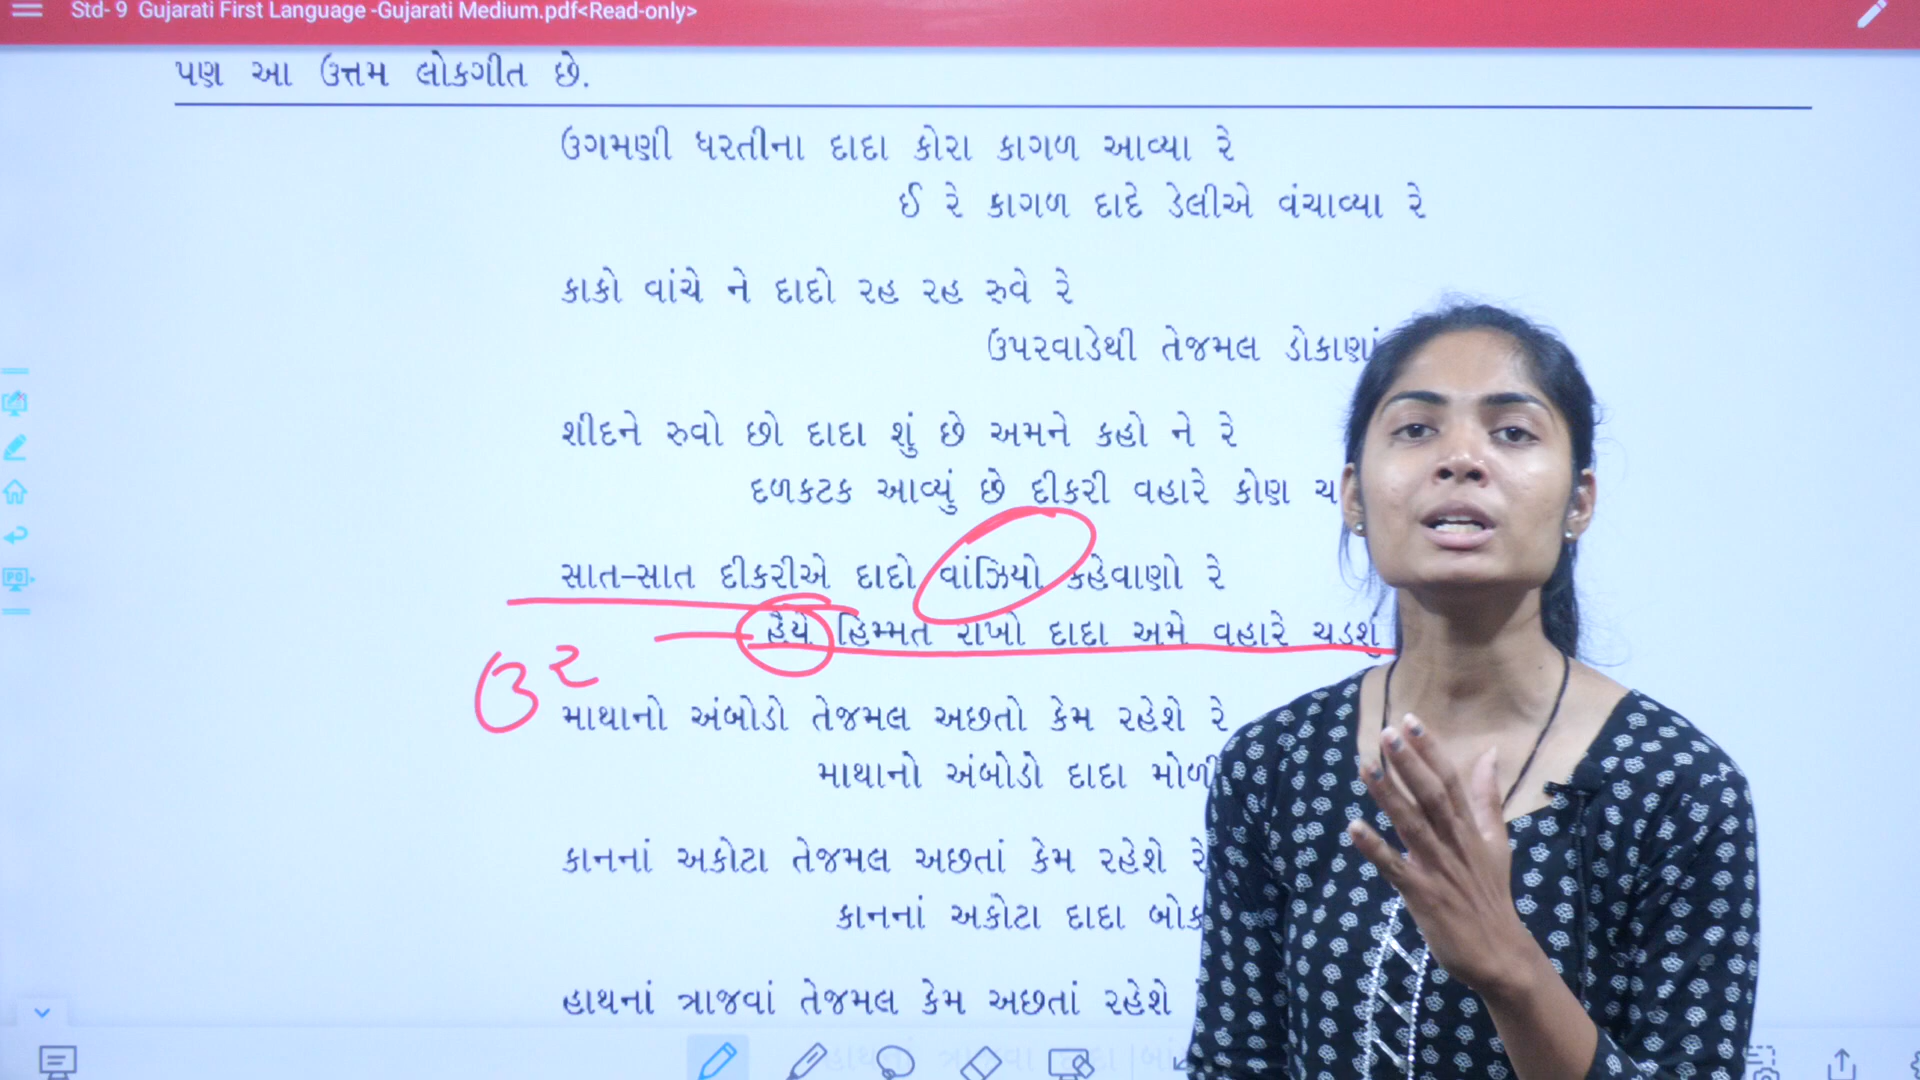 Std- 9 Gujarati First Language -Gujarati Medium.pdf<Read-only>
પણ આ ઉત્તમ લોકગીત છે.
ઉગમણી ધરતીના દાદા કોરા કાગળ આવ્યા રે
ઈ રે કાગળ દાદે ડેલીએ વંચાવ્યા રે
કાકો વાંચે ને દાદો રહ રહ રુવે રે
ઉપરવાડેથી તેજમલ ડોકાણાં
શીદને રુવો છો દાદા શું છે અમને કહો ને રે
દળકટક આવ્યું છે દીકરી વહારે કોણ ચ
સાત-સાત દીકરીએ દાદો વાંઝિયો કહેવાણો રે
હૈયે હિમ્મત રાખો દાદા અમે વહારે ચડશું
ઉર
માથાનો અંબોડો તેજમલ અછતો કેમ રહેશે રે
માથાનો અંબોડો દાદા મોળી
કાનનાં અકોટા તેજમલ અછતાં કેમ રહેશે રે
કાનનાં અકોટા દાદા બોક
હાથનાં ત્રાજવાં તેજમલ કેમ અછતાં રહેશે